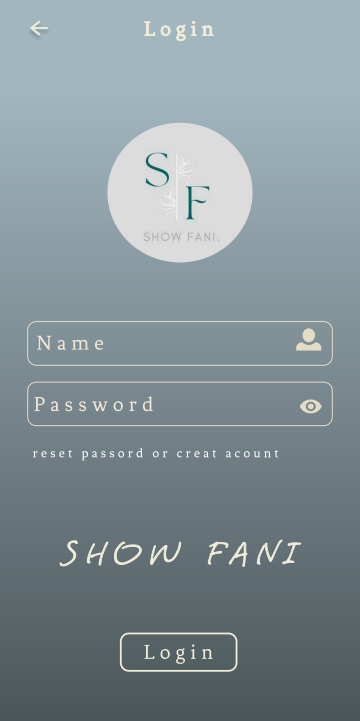 Login
S F
SHOW FANI.
Name
Password
reset passord or creat acount
SHOW FANI
Login